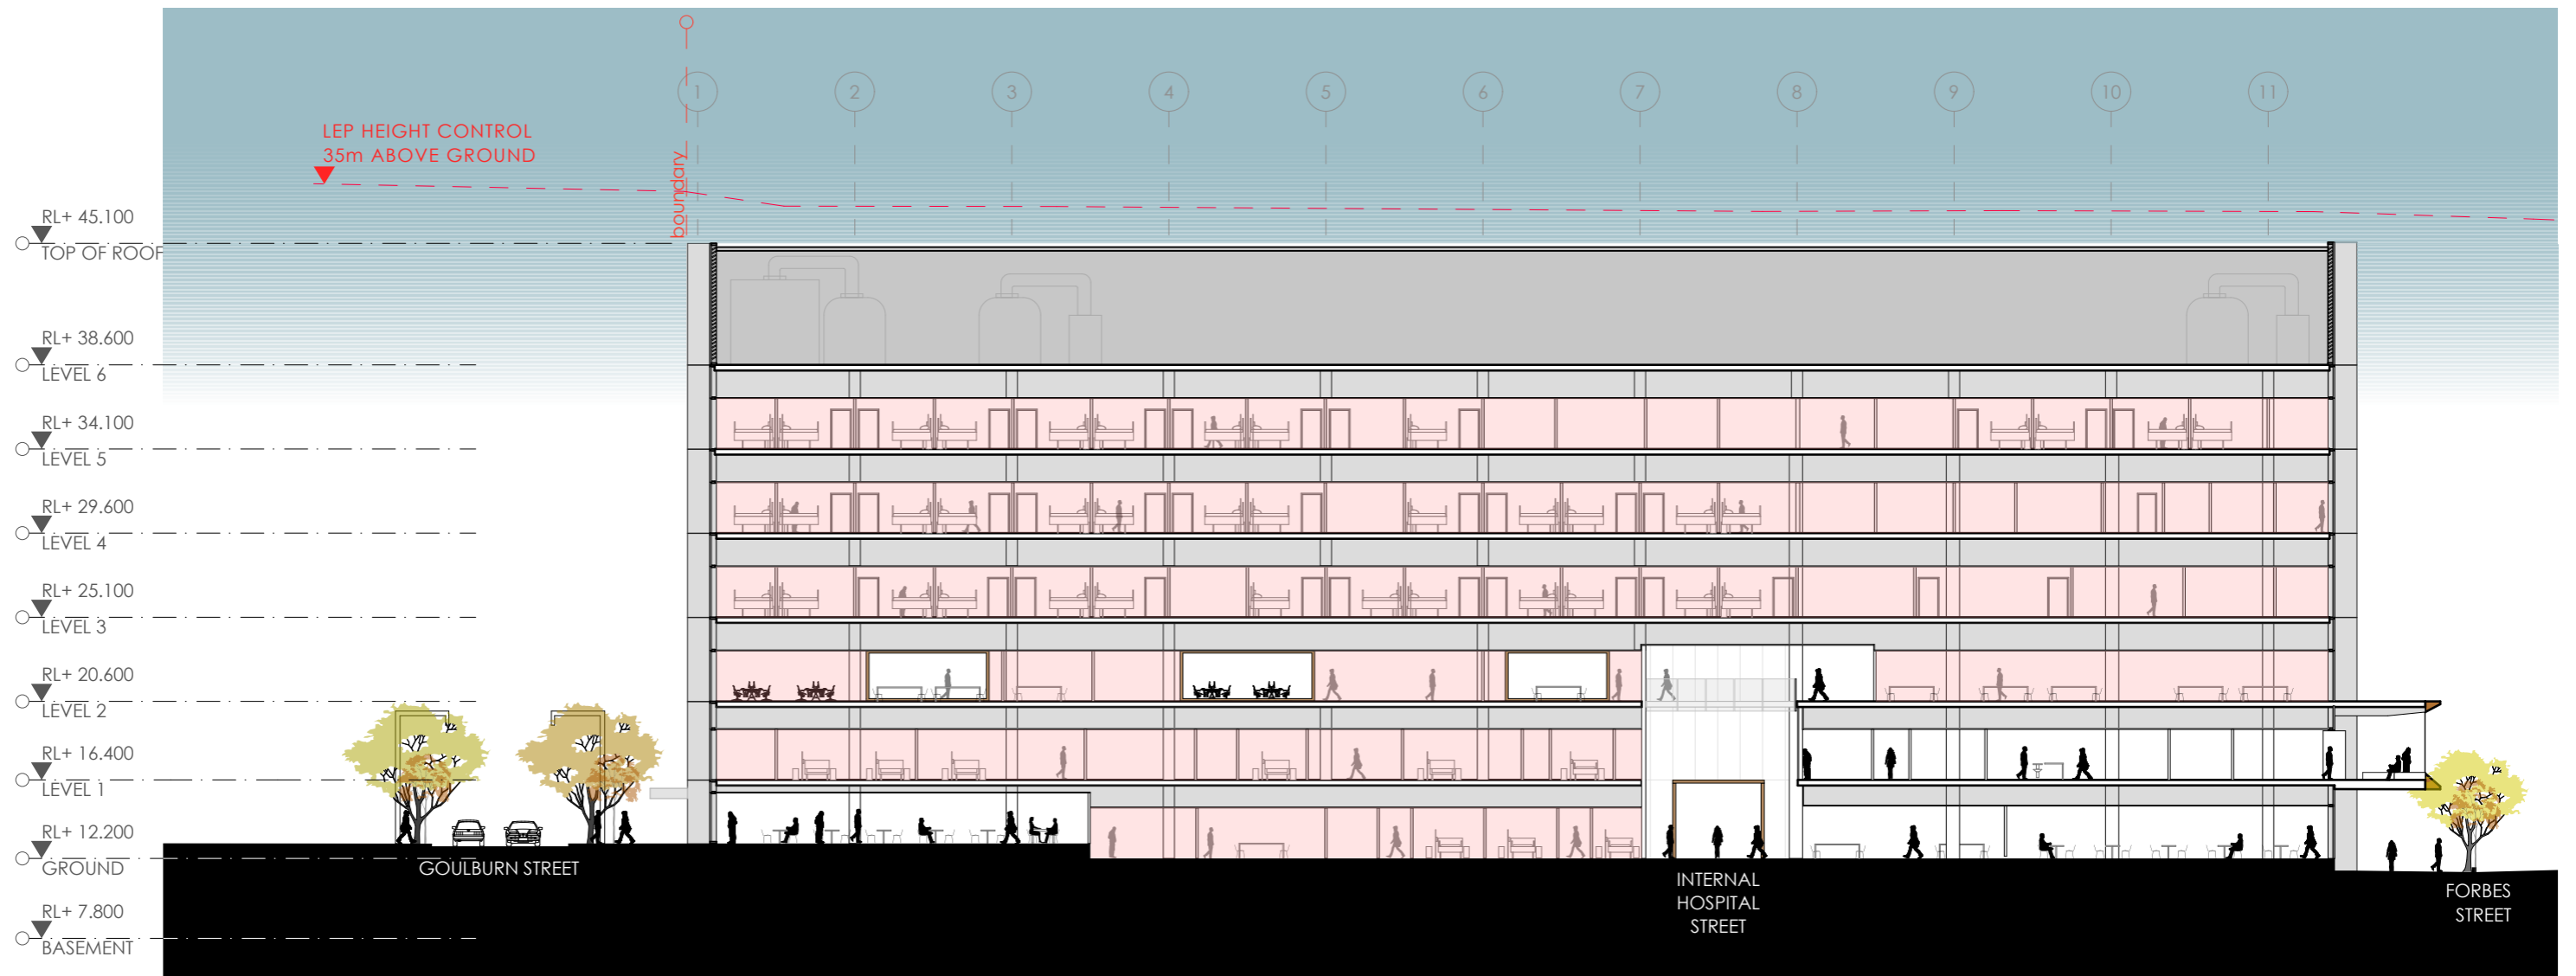 1 2 3 4 5 6 7 8 9 10 11
LEP HEIGHT CONTROL
35m ABOVE GROUND
boundary
RL+ 45.100
TOP OF ROOF
RL+ 38.600
LEVEL 6
RL+ 34.100
LEVEL 5
RL+ 29.600
LEVEL 4
RL+ 25.100
LEVEL 3
RL+ 20.600
LEVEL 2
RL+ 16.400
LEVEL 1
RL+ 12.200
GROUND
RL+ 7.800
BASEMENT
GOULBURN STREET
INTERNAL
HOSPITAL
STREET
FORBES
STREET